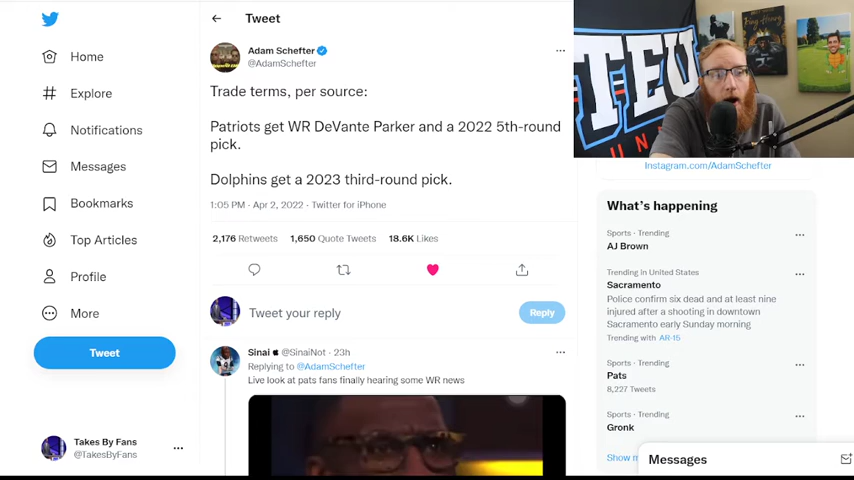 Home
Explore
Notifications
Messages
Bookmarks
Top Articles
Profile
More
Tweet
Takes By Fans
@TakesByFans
Tweet
Adam Schefter
@AdamSchefter
Trade terms, per source:
Patriots get WR DeVante Parker and a 2022 5th-round
pick.
Dolphins get a 2023 third-round pick.
1:05 PM · Apr 2, 2022 · Twitter for iPhone
2,176 Retweets 1,650 Quote Tweets 18.6K Likes
Tweet your reply
Reply
Sinai @SinaiNot · 23h
Replying to @AdamSchefter
Live look at pats fans finally hearing some WR news
TEU
UN
Instagram.com/AdamSchefter
What's happening
Sports · Trending
AJ Brown
Trending in United States
Sacramento
Police confirm six dead and at least nine
injured after a shooting in downtown
Sacramento early Sunday morning
Trending with AR-15
Sports · Trending
Pats
8,227 Tweets
Sports · Trending
Gronk
Show m
Messages